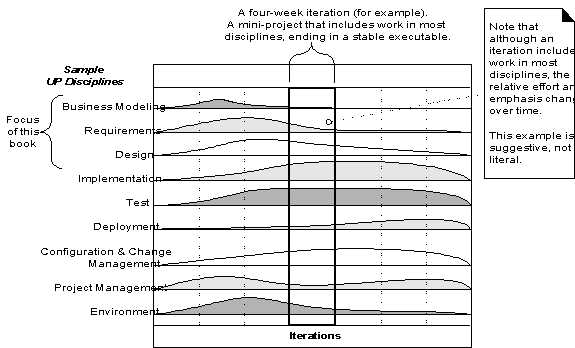 A four-week iteration (for example).
A mini-project that includes work in most
disciplines, ending in a stable executable.
Note that
although an
iteration include
work in most
disciplines, the
relative effort an
emphasis chan
over time.
This example is
suggestive, not
literal.
Sample
UP Disciplines
Focus
of this
book
Business Modeling
Requirements
Design
Implementation
Test
Deployment
Configuration & Change
Management
Project Management
Environment
Iterations